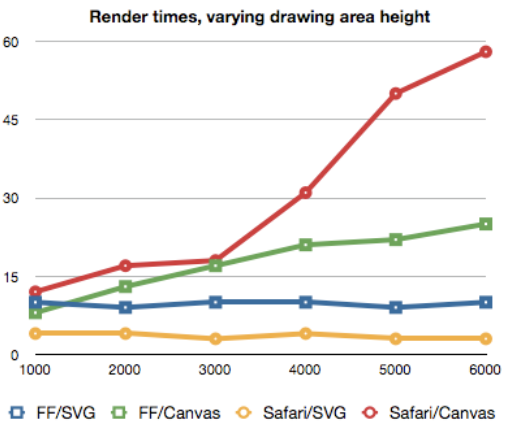 Render times, varying drawing area height
60
45
30
15
0
1000 2000 3000 4000 5000 6000
FF/SVG FF/Canvas Safari/SVG Safari/Canvas